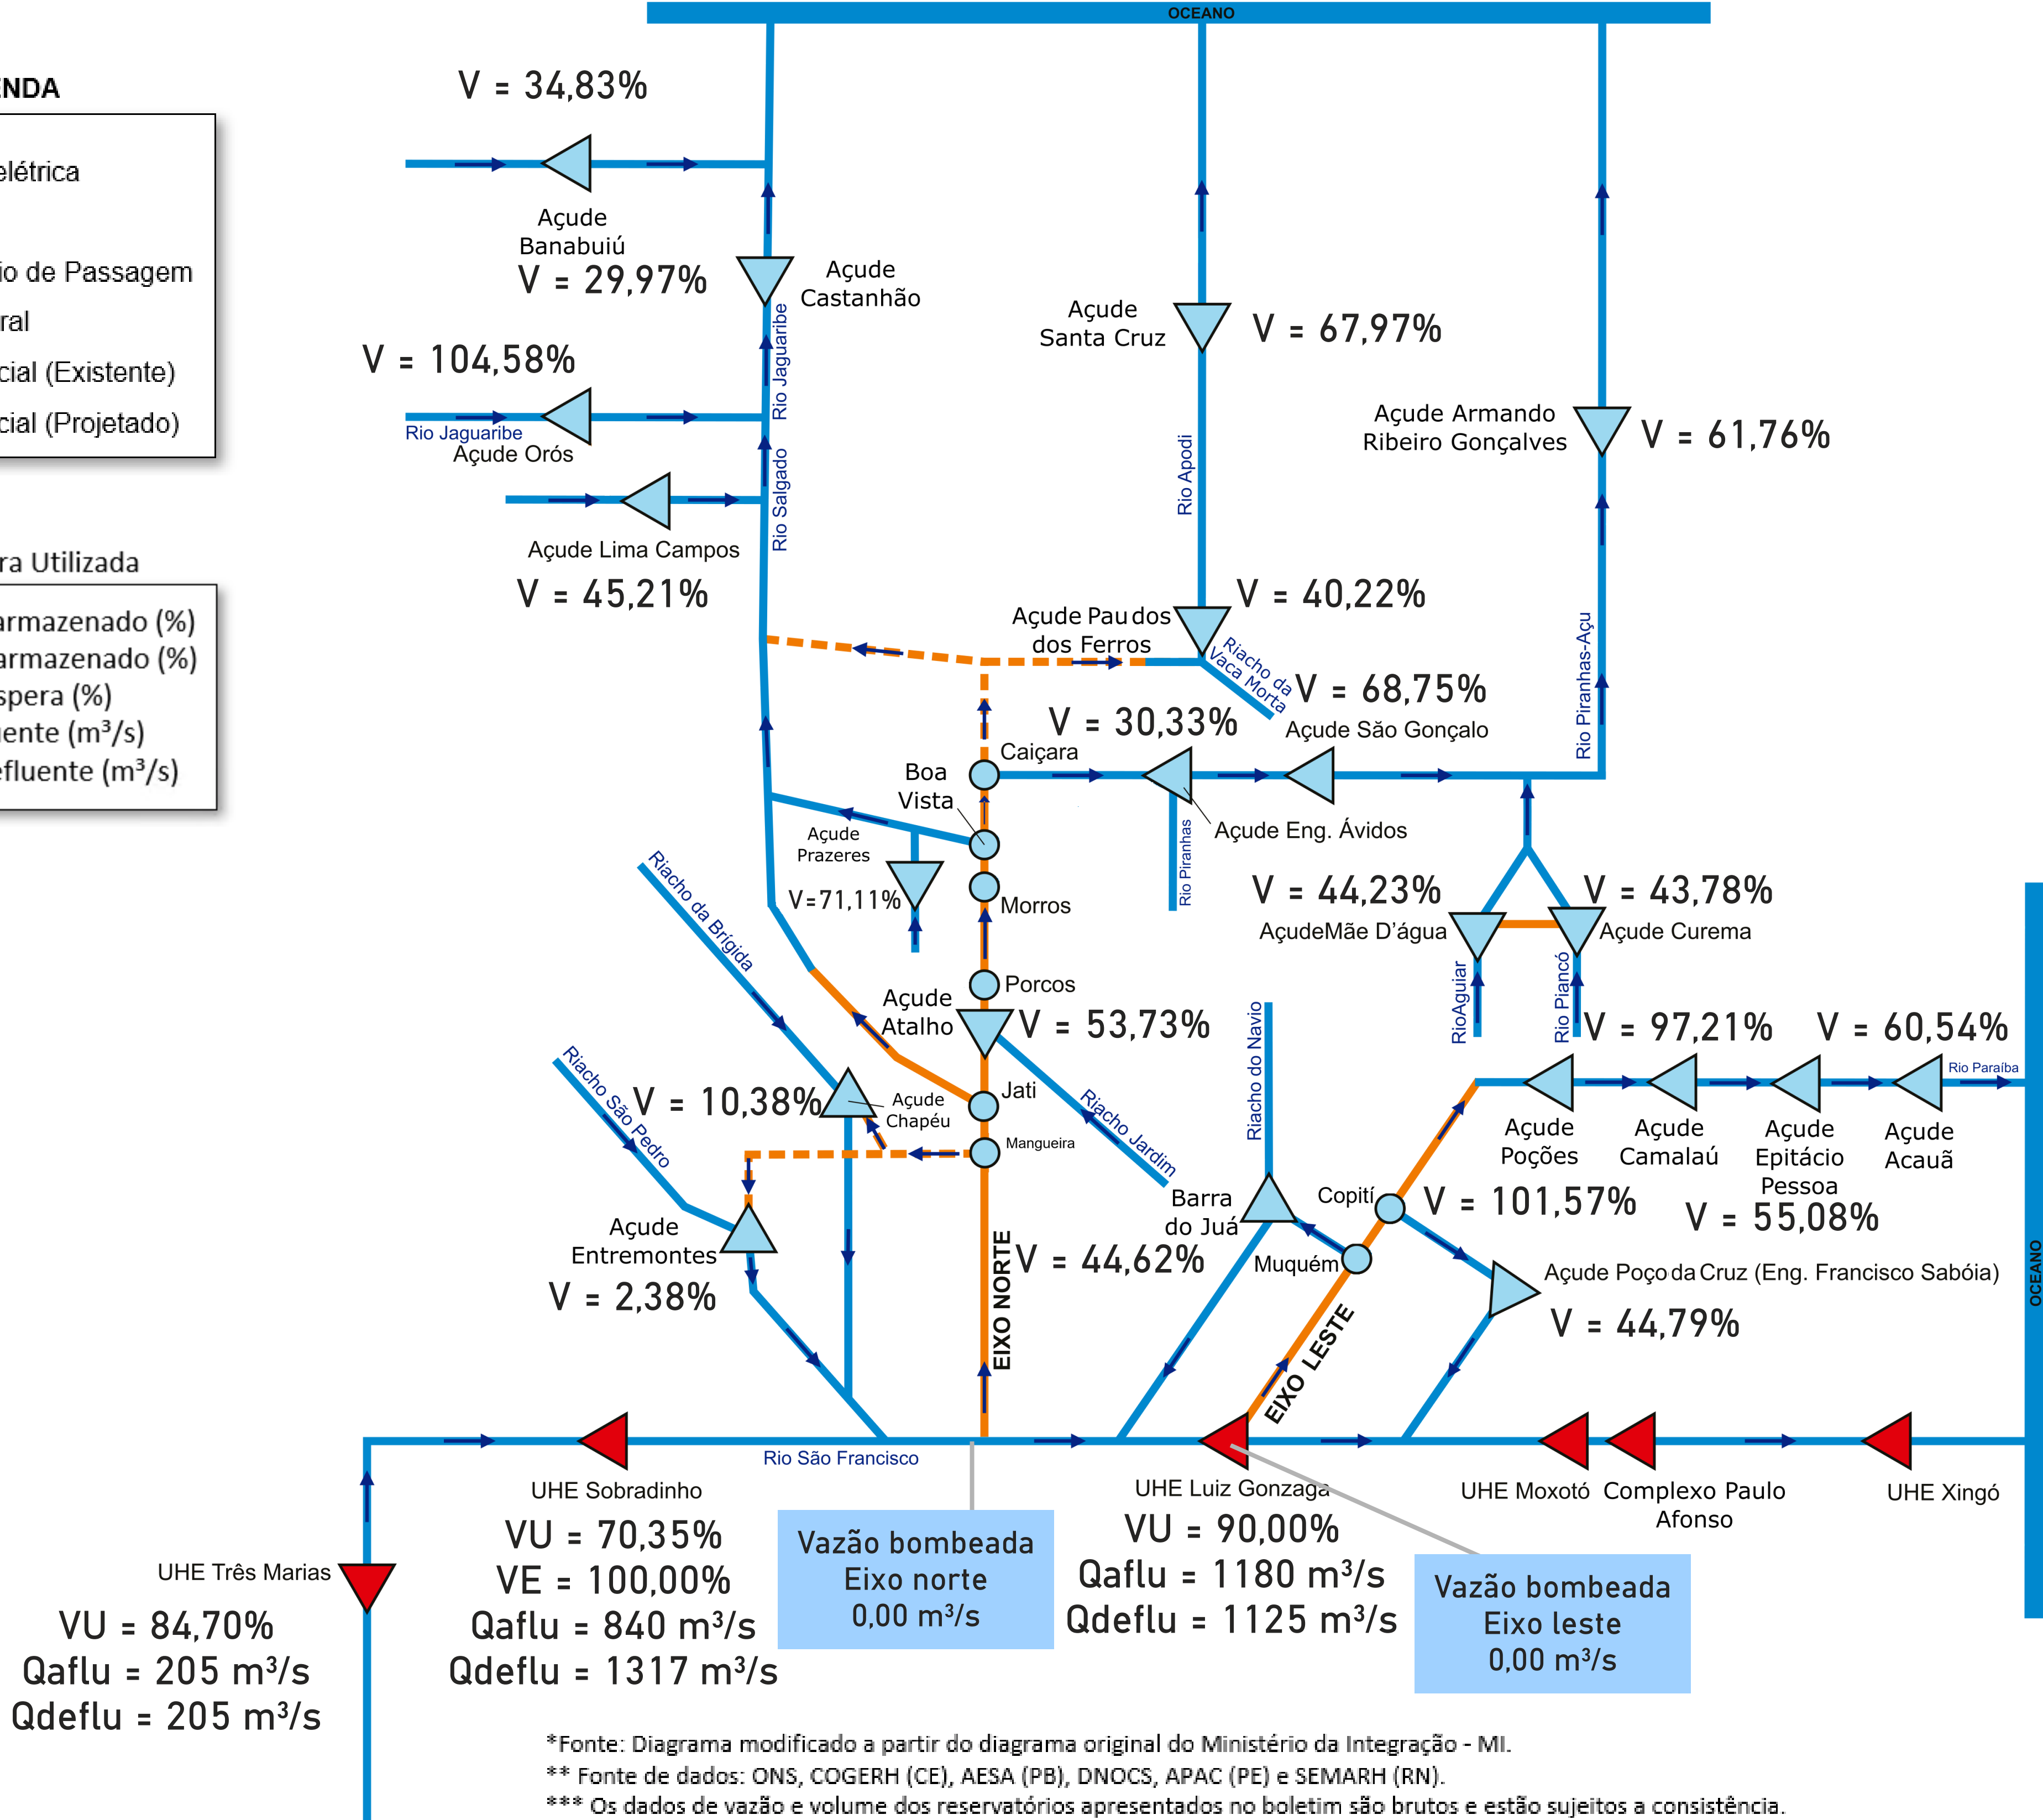 OCEANO
V = 34,83%
ENDA
elétrica
io de Passagem
ral
cial (Existente)
cial (Projetado)
Açude
Banabuiú
V = 29,97%
Açude
Castanhão
Rio Jaguaribe
Açude
Santa Cruz
V = 67,97%
V = 104,58%
Rio Jaguaribe
Açude Orós
Açude Armando
Ribeiro Gonçalves
V = 61,76%
Rio Salgado
Rio Apodi
Açude Lima Campos
V = 45,21%
ra Utilizada
armazenado (%)
armazenado (%)
spera (%)
uente (m³/s)
efluente (m³/s)
V = 40,22%
Açude Pau dos
dos Ferros
Riacho da
Vaca Morta
V = 68,75%
Açude São Gonçalo
Rio Piranhas-Açu
V = 30,33%
Caiçara
Boa
Vista
Açude Eng. Ávidos
Rio Piranhas
Açude
Prazeres
V=71,11%
Morros
Riacho da Brígida
V = 44,23%
AçudeMãe D'água
V = 43,78%
Açude Curema
RioAguiar
Rio Piancó
Porcos
Açude
Atalho
V = 53,73%
Riacho do Navio
V = 97,21%
V = 60,54%
Rio Paraíba
Riacho São Pedro
V = 10,38%
Açude
Chapéu
Jati
Mangueira
Riacho Jardim
Açude
Poções
Açude
Camalaú
Açude
Epitácio
Pessoa
Açude
Acauã
V = 101,57%
V = 55,08%
Copití
Barra
do Juá
Muquém
Açude
Entremontes
V = 2,38%
EIXO NORTE
V = 44,62%
Açude Poço da Cruz (Eng. Francisco Sabóia)
V = 44,79%
EIXO LESTE
OCEANO
Rio São Francisco
UHE Sobradinho
VU = 70,35%
VE = 100,00%
Qaflu = 840 m³/s
Qdeflu = 1317 m³/s
Vazão bombeada
Eixo norte
0,00 m³/s
UHE Luiz Gonzaga
VU = 90,00%
Qaflu = 1180 m³/s
Qdeflu = 1125 m³/s
UHE Moxotó
Complexo Paulo
Afonso
UHE Xingó
Vazão bombeada
Eixo leste
0,00 m³/s
UHE Três Marias
VU = 84,70%
Qaflu = 205 m³/s
Qdeflu = 205 m³/s
*Fonte: Diagrama modificado a partir do diagrama original do Ministério da Integração - MI.
** Fonte de dados: ONS, COGERH (CE), AESA (PB), DNOCS, APAC (PE) e SEMARH (RN).
*** Os dados de vazão e volume dos reservatórios apresentados no boletim são brutos e estão sujeitos a consistência.